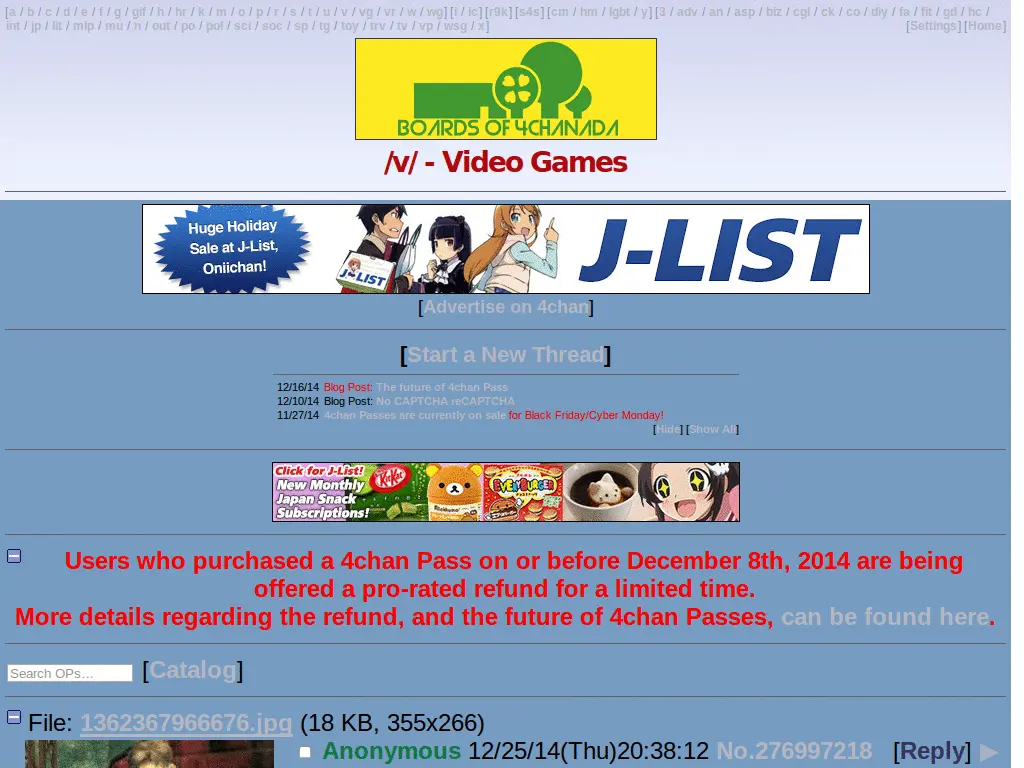 [a / b / c / d / e / f / g / gif / h / hr / k / m / o / p / r / s / t / u / v / vg / vr / w / wg] [i / ic] [r9k] [s4s] [cm / hm / lgbt / y] [3 / adv / an / asp / biz / cgl / ck / co / diy / fa / fit / gd / hc /
int / jp / lit / mlp / mu / n / out / po / pol / sci / soc / sp / tg / toy / trv / tv / vp / wsg / x] [Settings] [Home]
BOARDS OF 4CHANADA
/v/ - Video Games
Huge Holiday
Sale at J-List,
Oniichan!
J-LIST
J-LIST
[Advertise on 4chan]
[Start a New Thread]
12/16/14 Blog Post: The future of 4chan Pass
12/10/14 Blog Post: No CAPTCHA reCAPTCHA
11/27/14 4chan Passes are currently on sale for Black Friday/Cyber Monday!
[Hide] [Show All]
Click for J-List!
New Monthly
Japan Snack
Subscriptions!
KitKat
EVERYBURGER
Users who purchased a 4chan Pass on or before December 8th, 2014 are being
offered a pro-rated refund for a limited time.
More details regarding the refund, and the future of 4chan Passes, can be found here.
Search OPs... [Catalog]
File: 1362367966676.jpg (18 KB, 355x266)
Anonymous 12/25/14(Thu)20:38:12 No.276997218 [Reply] ▶